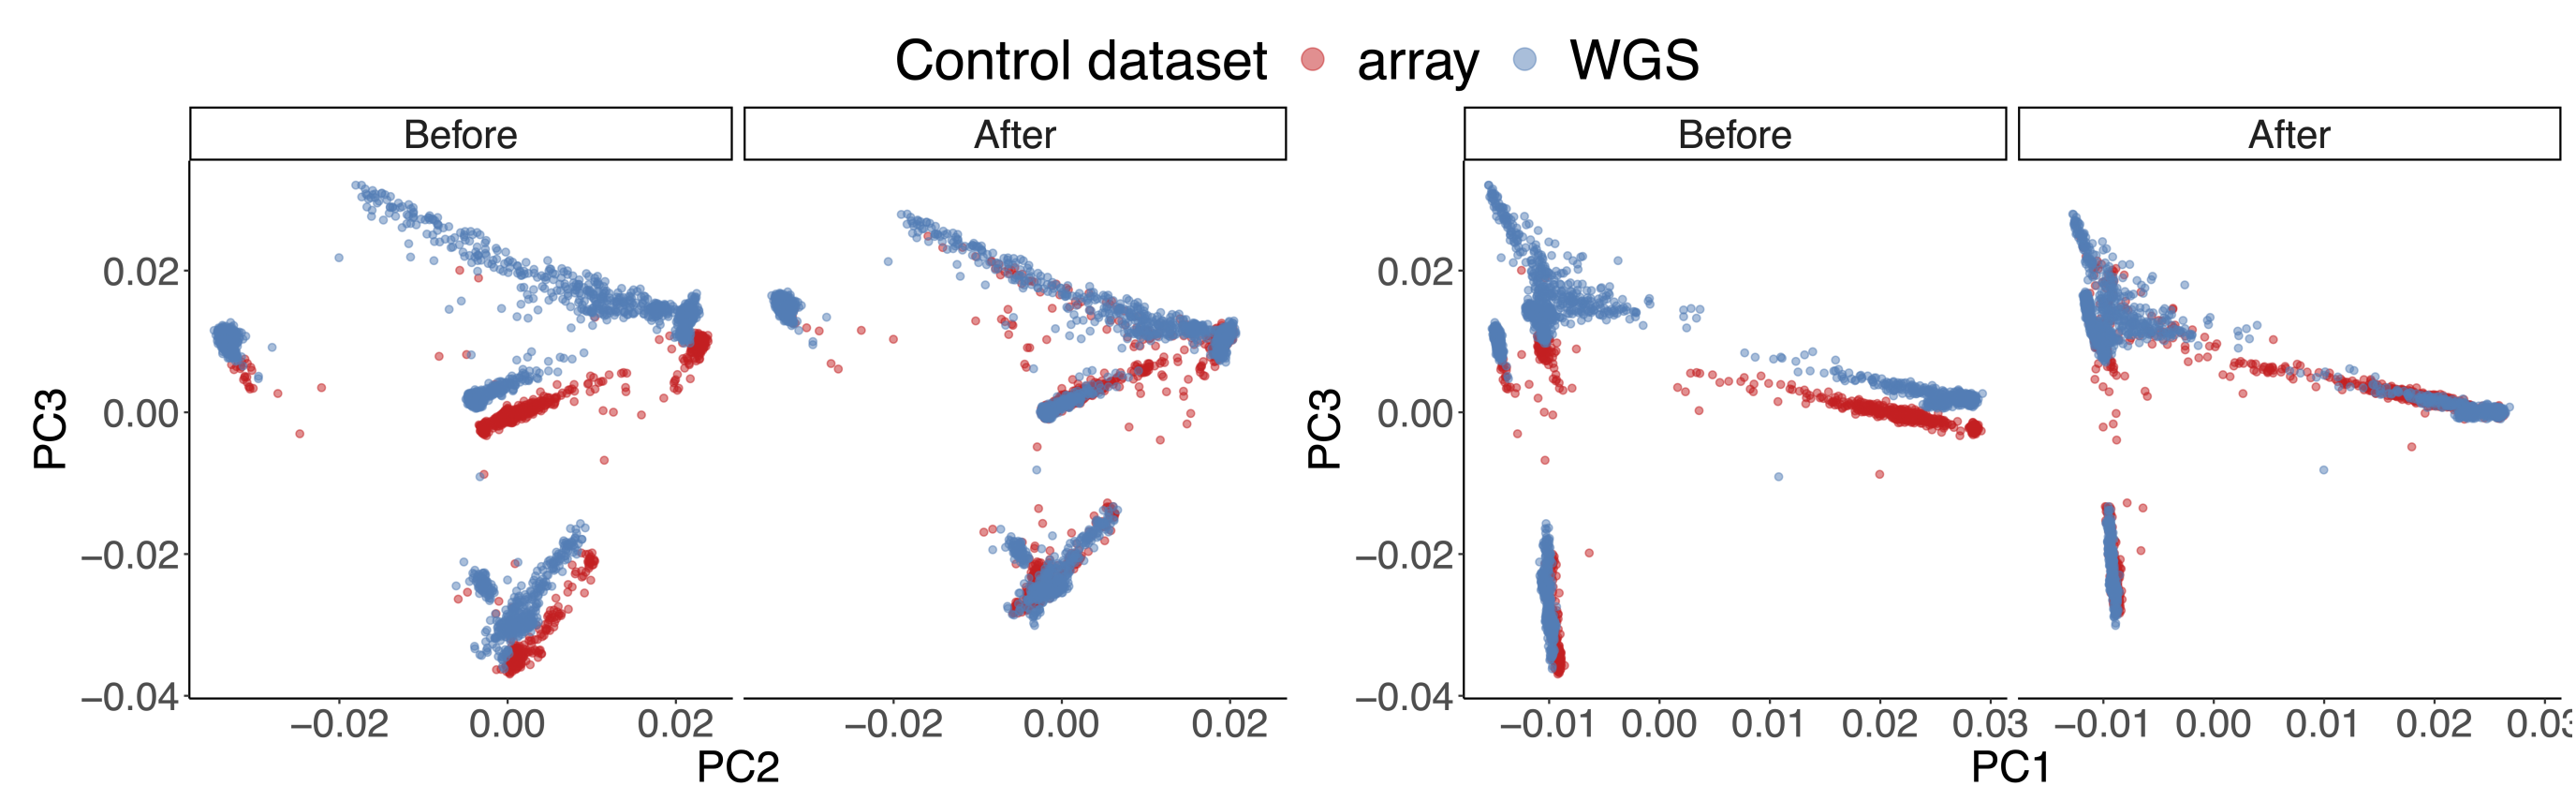 Control dataset array WGS
Before After Before After
0.02 0.02
0.00 0.00
−0.02 −0.02
−0.04 −0.04
PC3 PC3
−0.02 0.00 0.02 −0.02 0.00 0.02 −0.01 0.00 0.01 0.02 0.03 −0.01 0.00 0.01 0.02
PC2 PC1